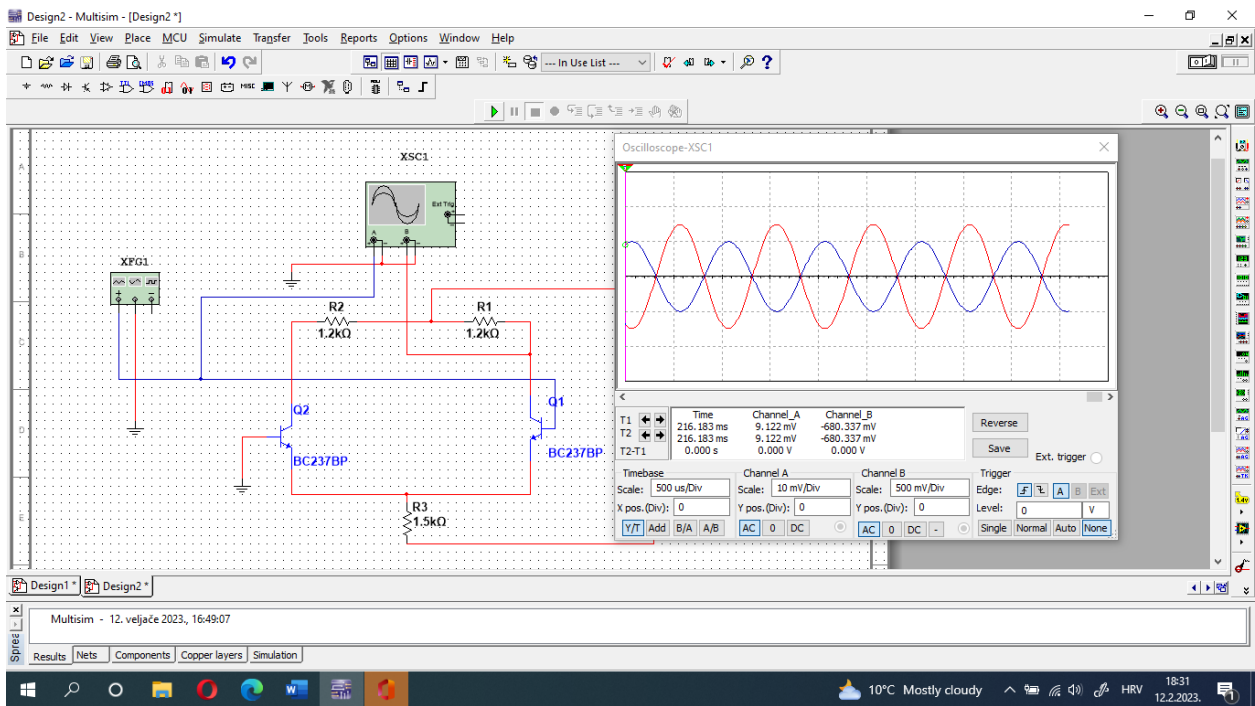 Design2 - Multisim - [Design2 *]
File Edit View Place MCU Simulate Transfer Tools Reports Options Window Help
--- In Use List ---
XSC1
Ext Trig
A B
XFG1
R2
1.2kΩ
R1
1.2kΩ
Q2
BC237BP
Q1
BC237BP
R3
1.5kΩ
A
B
C
D
E
Oscilloscope-XSC1
Time Channel_A Channel_B
T1 216.183 ms 9.122 mV -680.337 mV
T2 216.183 ms 9.122 mV -680.337 mV
T2-T1 0.000 s 0.000 V 0.000 V
Reverse
Save
Ext. trigger
Timebase Channel A Channel B Trigger
Scale: 500 us/Div Scale: 10 mV/Div Scale: 500 mV/Div Edge: A B Ext
X pos.(Div): 0 Y pos.(Div): 0 Y pos.(Div): 0 Level: 0 V
Y/T Add B/A A/B AC 0 DC AC 0 DC - Single Normal Auto None
Design1 * Design2 *
Multisim - 12. veljače 2023., 16:49:07
Results Nets Components Copper layers Simulation
10°C Mostly cloudy HRV 18:31
12.2.2023.